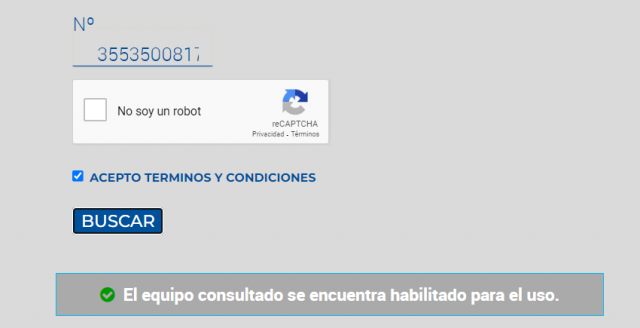 Nº
3553500817
No soy un robot
reCAPTCHA
Privacidad - Términos
ACEPTO TERMINOS Y CONDICIONES
BUSCAR
El equipo consultado se encuentra habilitado para el uso.